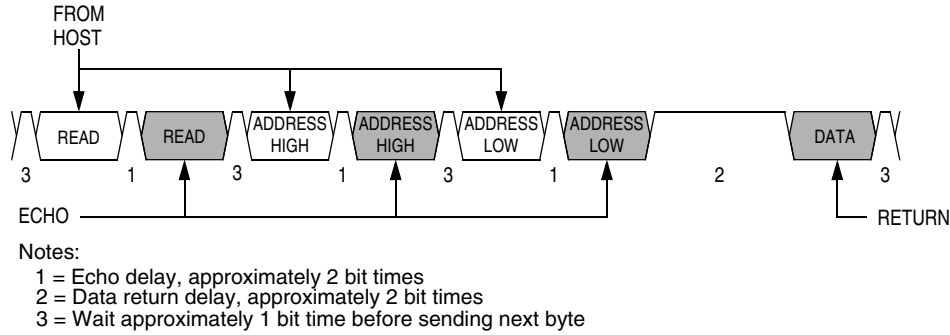 FROM
HOST
READ READ ADDRESS HIGH ADDRESS HIGH ADDRESS LOW ADDRESS LOW DATA
3 1 3 1 3 1 2 3
ECHO RETURN
Notes:
1 = Echo delay, approximately 2 bit times
2 = Data return delay, approximately 2 bit times
3 = Wait approximately 1 bit time before sending next byte